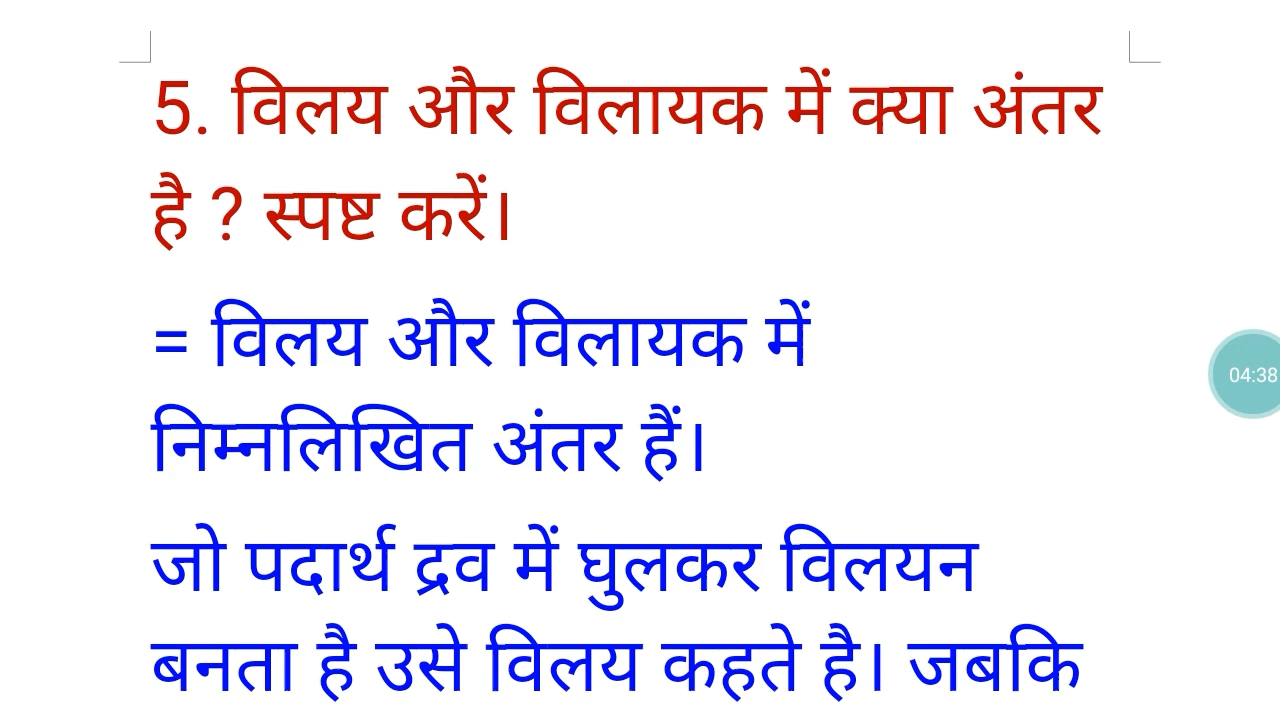 5. विलय और विलायक में क्या अंतर
है ? स्पष्ट करें।
= विलय और विलायक में
निम्नलिखित अंतर हैं।
जो पदार्थ द्रव में घुलकर विलयन
बनता है उसे विलय कहते है। जबकि
04:38